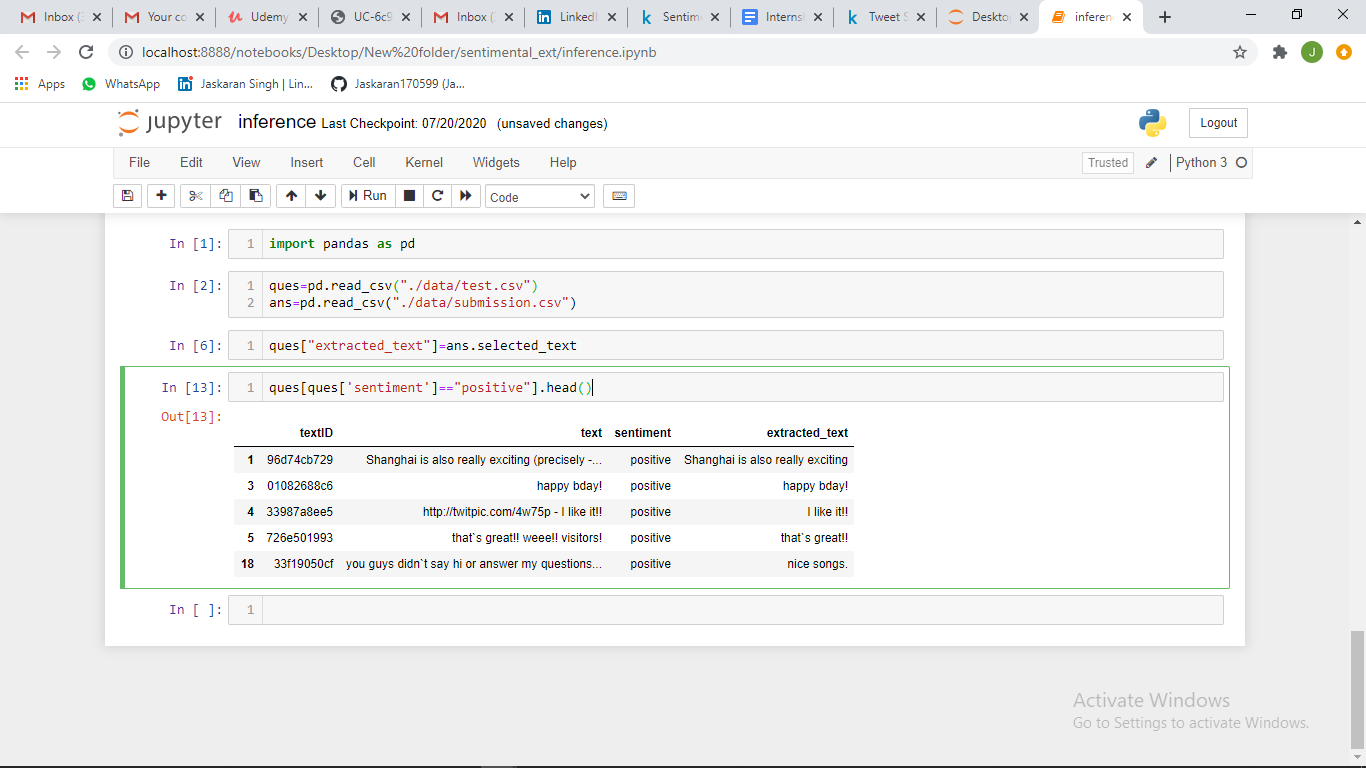 Inbox (
Your co
Udemy
UC-6c9
Inbox (
LinkedI
Sentim
Internsh
Tweet S
Deskto
inferen
localhost:8888/notebooks/Desktop/New%20folder/sentimental_ext/inference.ipynb
J
Apps
WhatsApp
Jaskaran Singh | Lin...
Jaskaran170599 (Ja...
jupyter inference Last Checkpoint: 07/20/2020 (unsaved changes)
Logout
File Edit View Insert Cell Kernel Widgets Help
Trusted
Python 3
Run
Code
In [1]: 1 import pandas as pd
In [2]: 1 ques=pd.read_csv("./data/test.csv")
2 ans=pd.read_csv("./data/submission.csv")
In [6]: 1 ques["extracted_text"]=ans.selected_text
In [13]: 1 ques[ques['sentiment']=="positive"].head()
Out[13]:
textID text sentiment extracted_text
1 96d74cb729 Shanghai is also really exciting (precisely -... positive Shanghai is also really exciting
3 01082688c6 happy bday! positive happy bday!
4 33987a8ee5 http://twitpic.com/4w75p - I like it!! positive I like it!!
5 726e501993 that`s great!! weee!! visitors! positive that`s great!!
18 33f19050cf you guys didn`t say hi or answer my questions... positive nice songs.
In [ ]: 1
Activate Windows
Go to Settings to activate Windows.